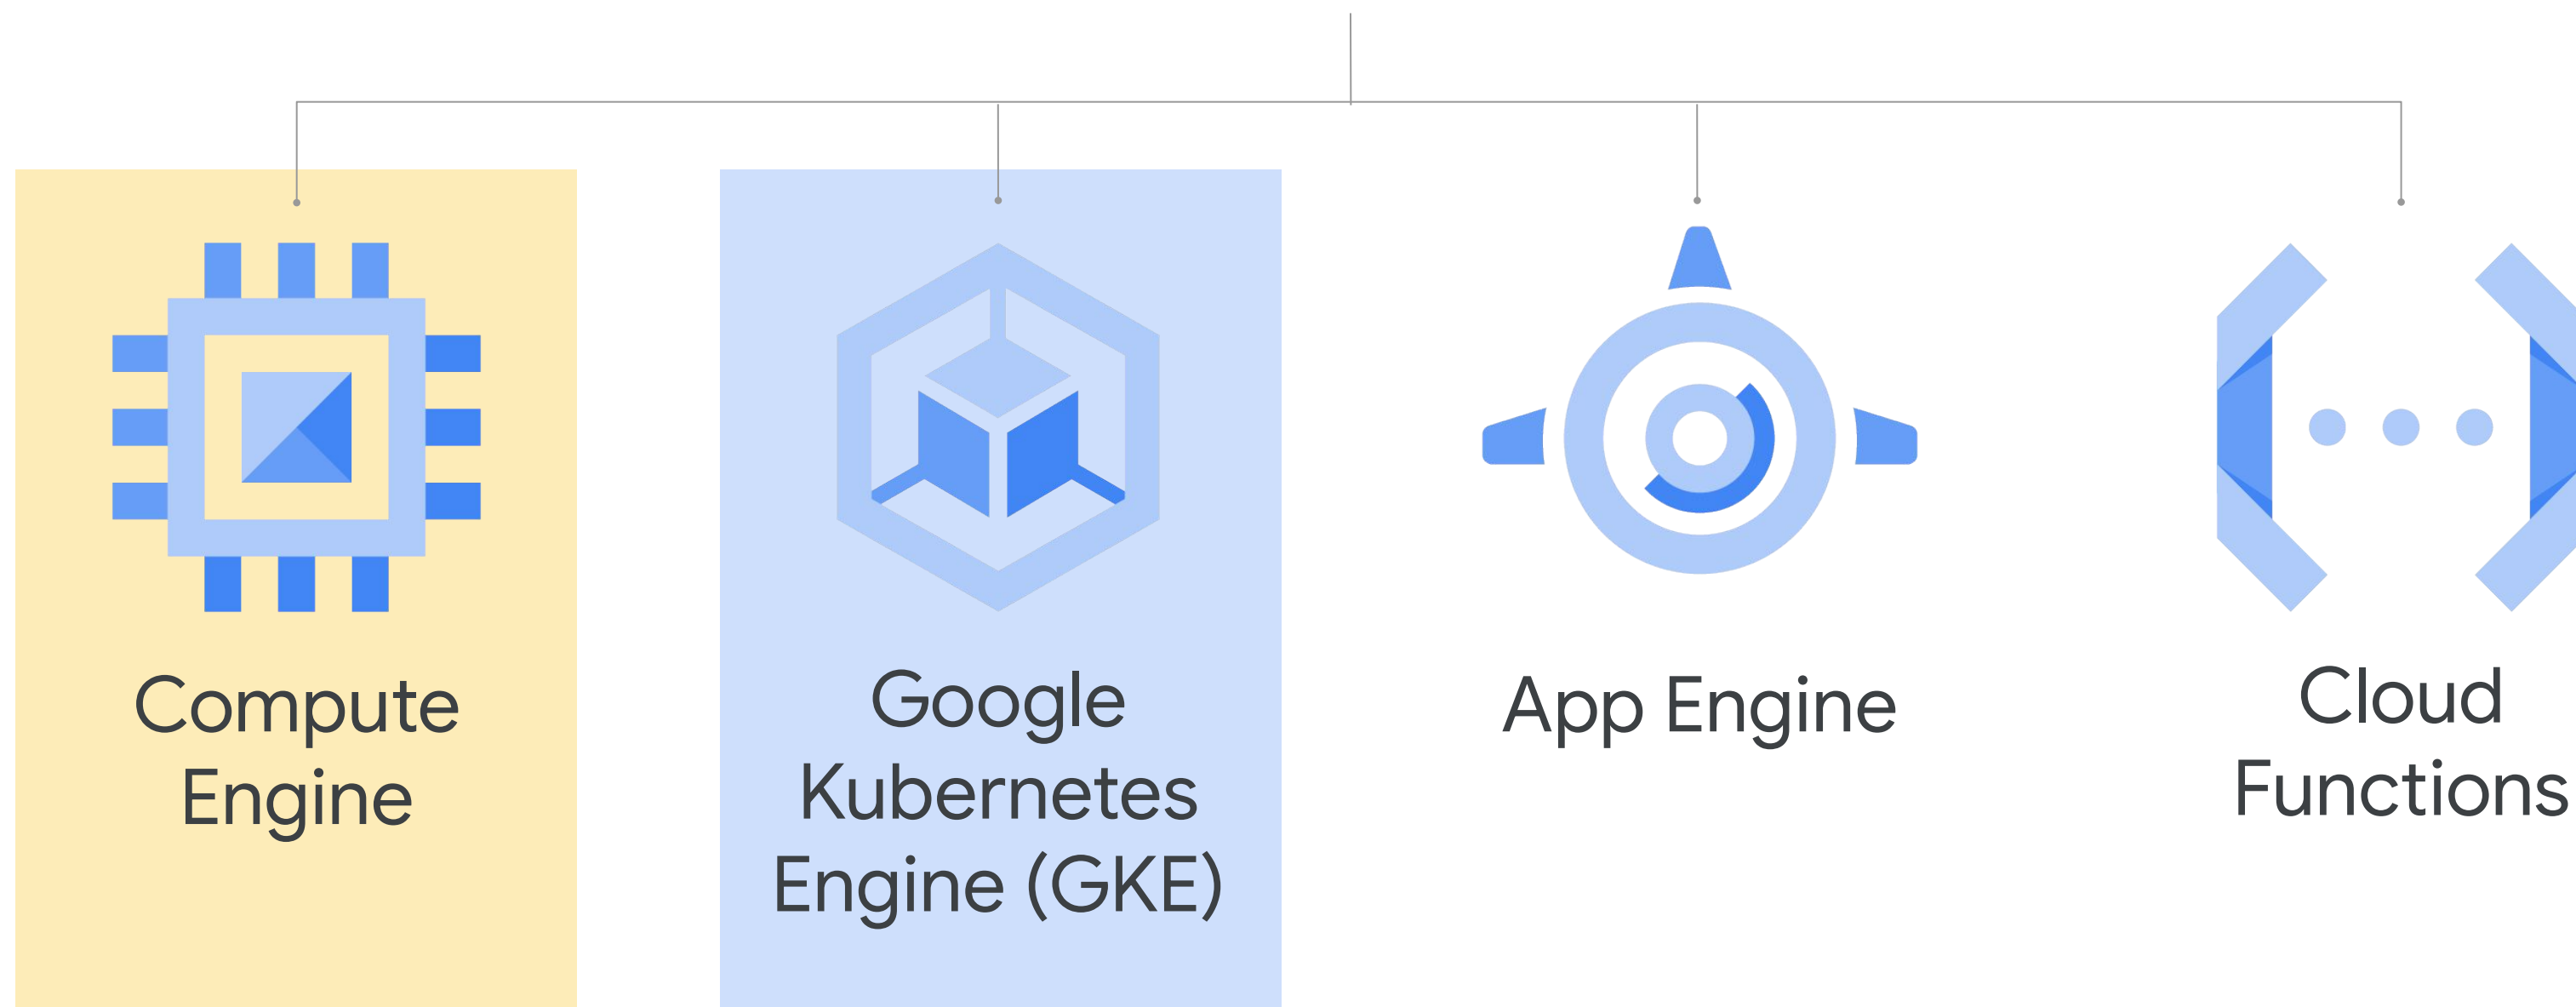 Compute
Engine
Google
Kubernetes
Engine (GKE)
App Engine
Cloud
Functions